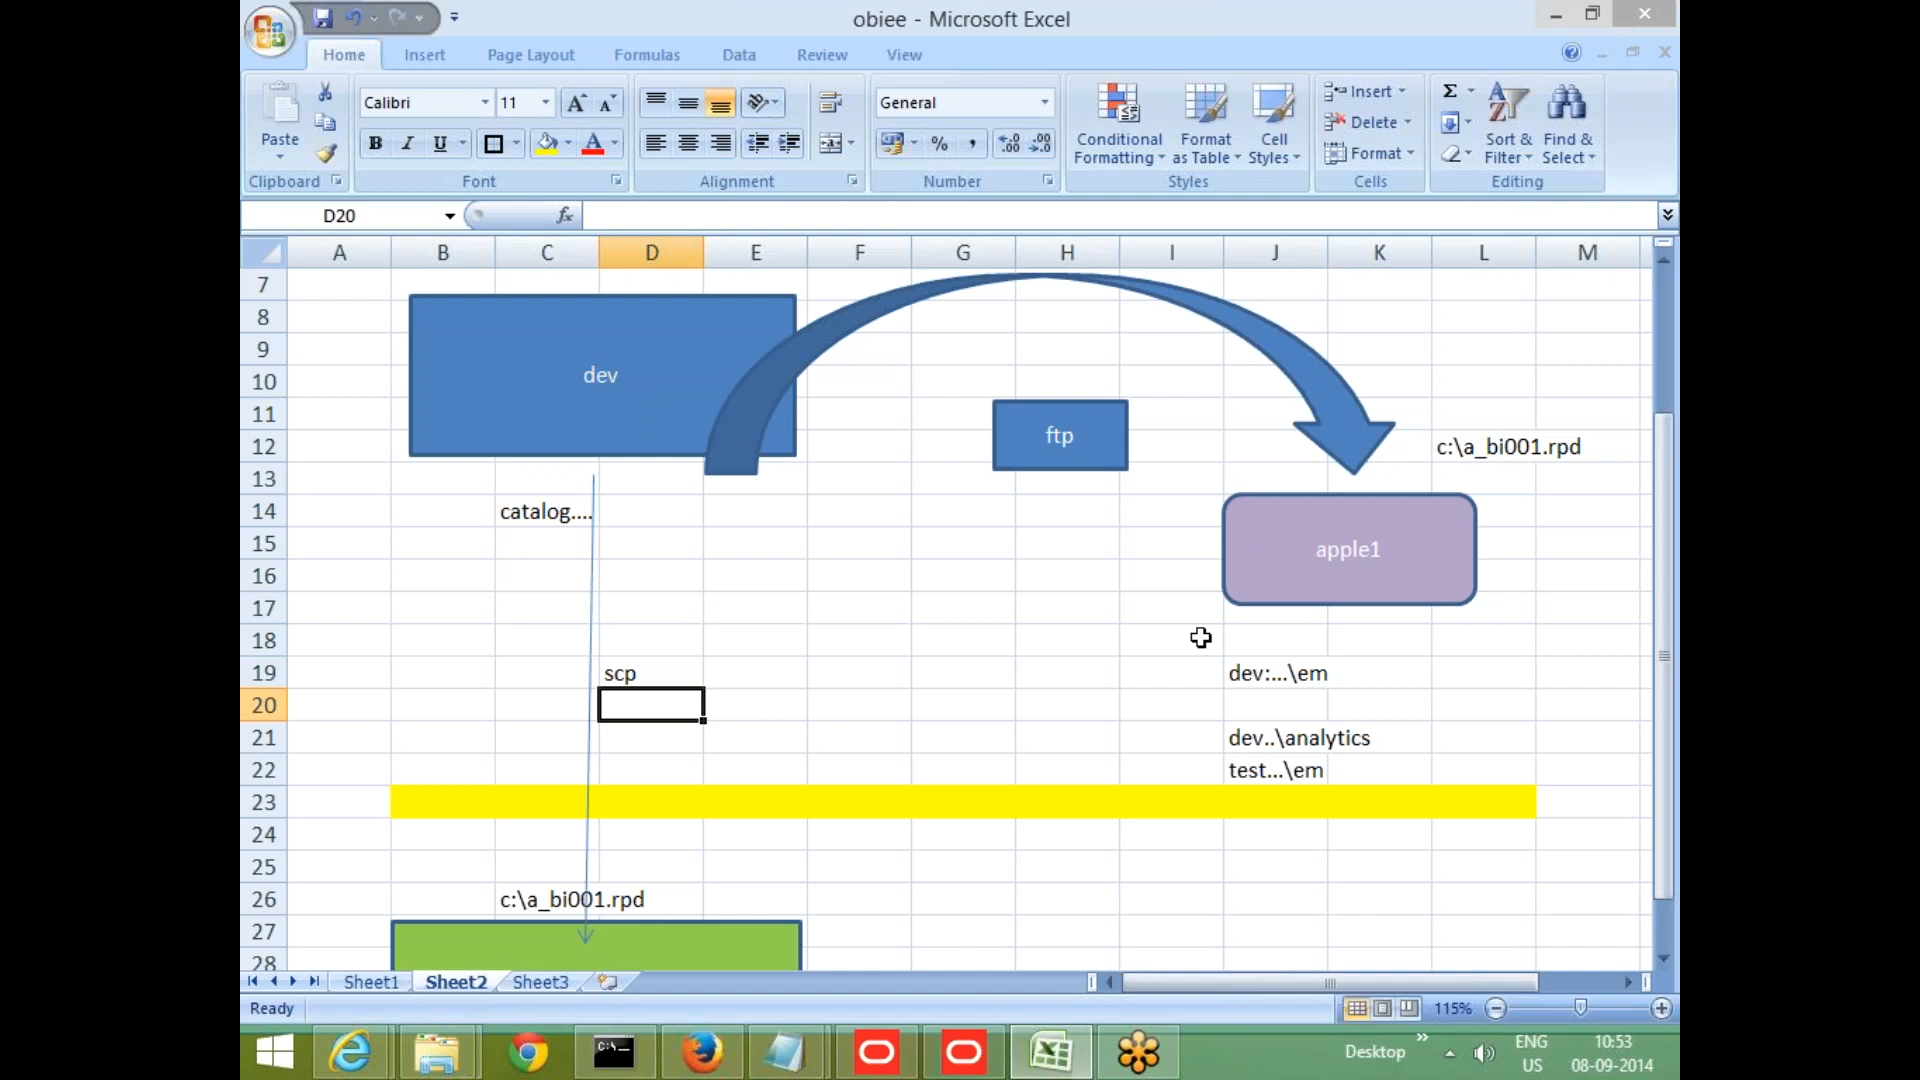 obiee - Microsoft Excel
Home Insert Page Layout Formulas Data Review View
Paste
Clipboard
Calibri 11
B I U A
Font
Alignment
General
% , .00 .00
Number
Conditional Formatting
Format as Table
Cell Styles
Styles
Insert
Delete
Format
Cells
Σ
Sort & Filter
Find & Select
Editing
D20 fx
A B C D E F G H I J K L M
7
8
9
10
11
12
13
14
15
16
17
18
19
20
21
22
23
24
25
26
27
28
dev
ftp
c:\a_bi001.rpd
catalog....
apple1
scp
dev:...\em
dev..\analytics
test...\em
c:\a_bi001.rpd
Sheet1 Sheet2 Sheet3
Ready 115%
C:\
Desktop
ENG
US
10:53
08-09-2014